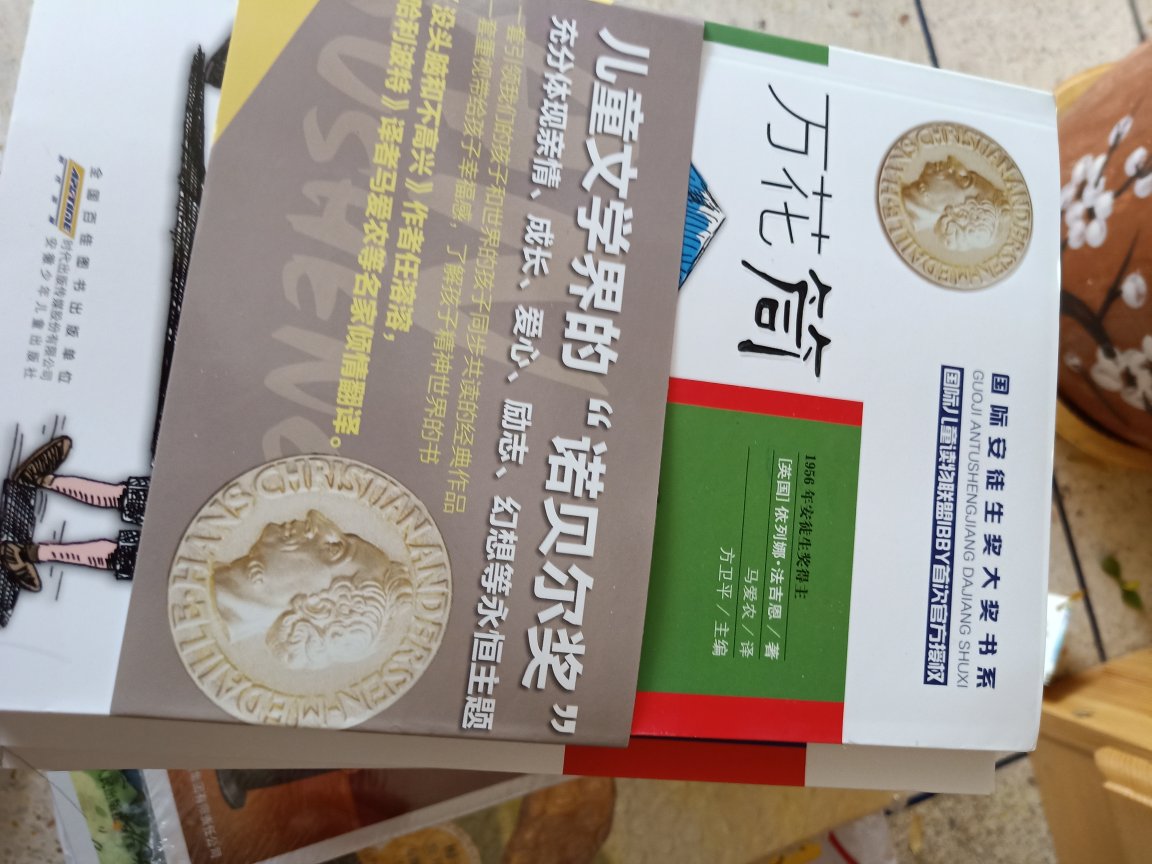 国际安徒生奖大奖书系
GUOJI ANTUSHENGJIANG DAJIANG SHUXI
国际儿童读物联盟IBBY首次官方授权
HANS CHRISTIAN ANDERSEN MEDAILLE
万花筒
1956年安徒生奖得主
[英国] 依列娜·法吉恩／著
马爱农／译
方卫平／主编
儿童文学界的“诺贝尔奖”
充分体现亲情、成长、爱心、励志、幻想等永恒主题
一套引领我们的孩子和世界的孩子同步共读的经典作品
一套重视带给孩子幸福感，了解孩子精神世界的书
没头脑和不高兴》作者任溶溶，
哈利波特》译者马爱农等名家倾情翻译。
HANS CHRISTIAN ANDERSEN MEDAILLE
全国百佳图书出版单位
时代出版传媒股份有限公司
安徽少年儿童出版社